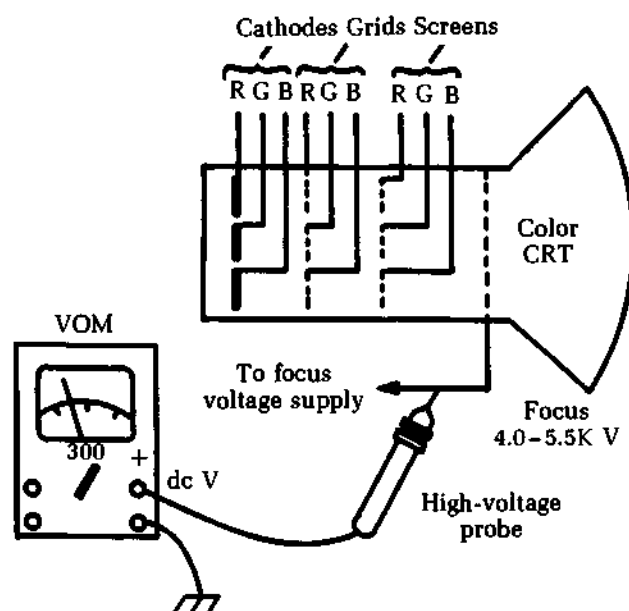 Cathodes Grids Screens
R G B R G B R G B
Color
CRT
VOM
300
+
dc V
To focus
voltage supply
Focus
4.0–5.5K V
High-voltage
probe